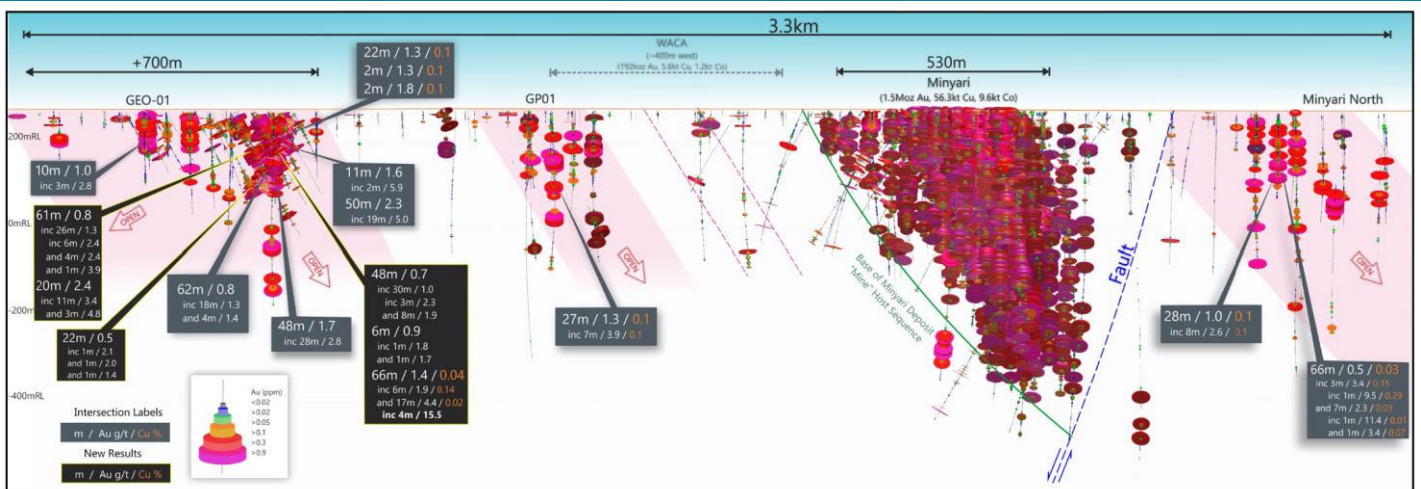 3.3km
+700m
WACA
(~400m west)
(192koz Au, 5.6kt Cu, 1.2kt Co)
530m
GEO-01
GP01
Minyari
(1.5Moz Au, 56.3kt Cu, 9.6kt Co)
Minyari North
200mRL
0mRL
-200mRL
-400mRL
22m / 1.3 / 0.1
2m / 1.3 / 0.1
2m / 1.8 / 0.1
10m / 1.0
inc 3m / 2.8
11m / 1.6
inc 2m / 5.9
50m / 2.3
inc 19m / 5.0
61m / 0.8
inc 26m / 1.3
inc 6m / 2.4
and 4m / 2.4
and 1m / 3.9
20m / 2.4
inc 11m / 3.4
and 3m / 4.8
OPEN
22m / 0.5
inc 1m / 2.1
and 1m / 2.0
and 1m / 1.4
62m / 0.8
inc 18m / 1.3
and 4m / 1.4
48m / 1.7
inc 28m / 2.8
OPEN
48m / 0.7
inc 30m / 1.0
inc 3m / 2.3
and 8m / 1.9
6m / 0.9
inc 1m / 1.8
and 1m / 1.7
66m / 1.4 / 0.04
inc 6m / 1.9 / 0.14
and 17m / 4.4 / 0.02
inc 4m / 15.5
27m / 1.3 / 0.1
inc 7m / 3.9 / 0.1
OPEN
Base of Minyari Deposit
"Mine" Host Sequence
Fault
28m / 1.0 / 0.1
inc 8m / 2.6 / 0.1
OPEN
66m / 0.5 / 0.03
inc 3m / 3.4 / 0.15
inc 1m / 9.5 / 0.29
and 7m / 2.3 / 0.03
inc 1m / 11.4 / 0.01
and 1m / 3.4 / 0.07
Intersection Labels
m / Au g/t / Cu %
New Results
m / Au g/t / Cu %
Au (ppm)
<0.02
>0.02
>0.05
>0.1
>0.3
>0.9